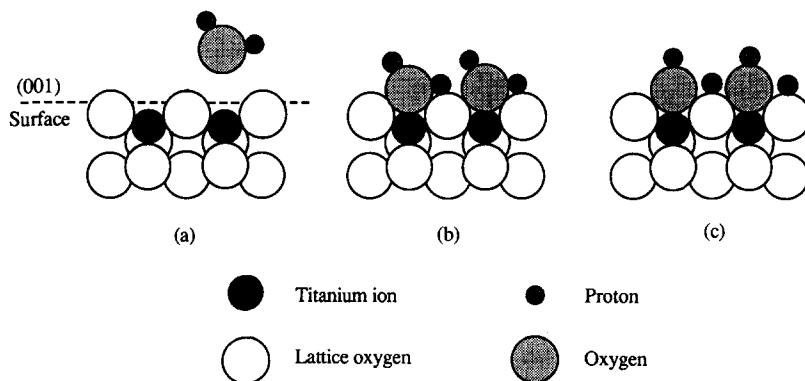 (001)
Surface
(a)
(b)
(c)
Titanium ion
Proton
Lattice oxygen
Oxygen